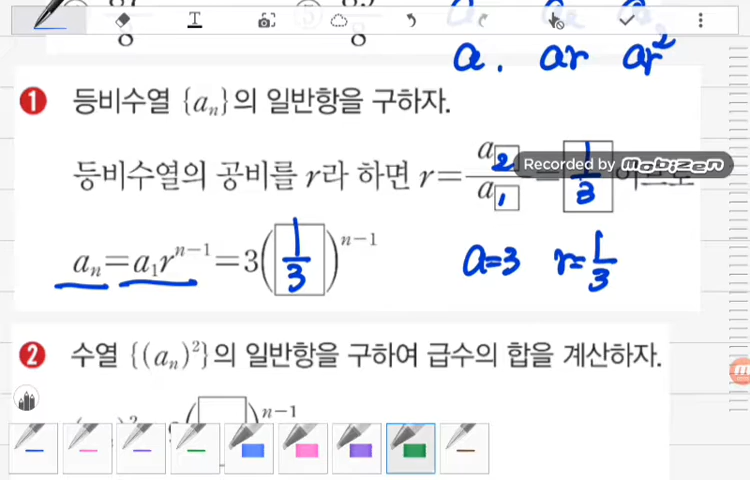 8 8
a . ar ar²
❶ 등비수열 {aₙ}의 일반항을 구하자.
등비수열의 공비를 r라 하면 r= a₂/a₁ = 1/3 이므로
Recorded by mobizen
aₙ=a₁rⁿ⁻¹=3(1/3)ⁿ⁻¹ a=3 r=1/3
❷ 수열 {(aₙ)²}의 일반항을 구하여 급수의 합을 계산하자.
n-1